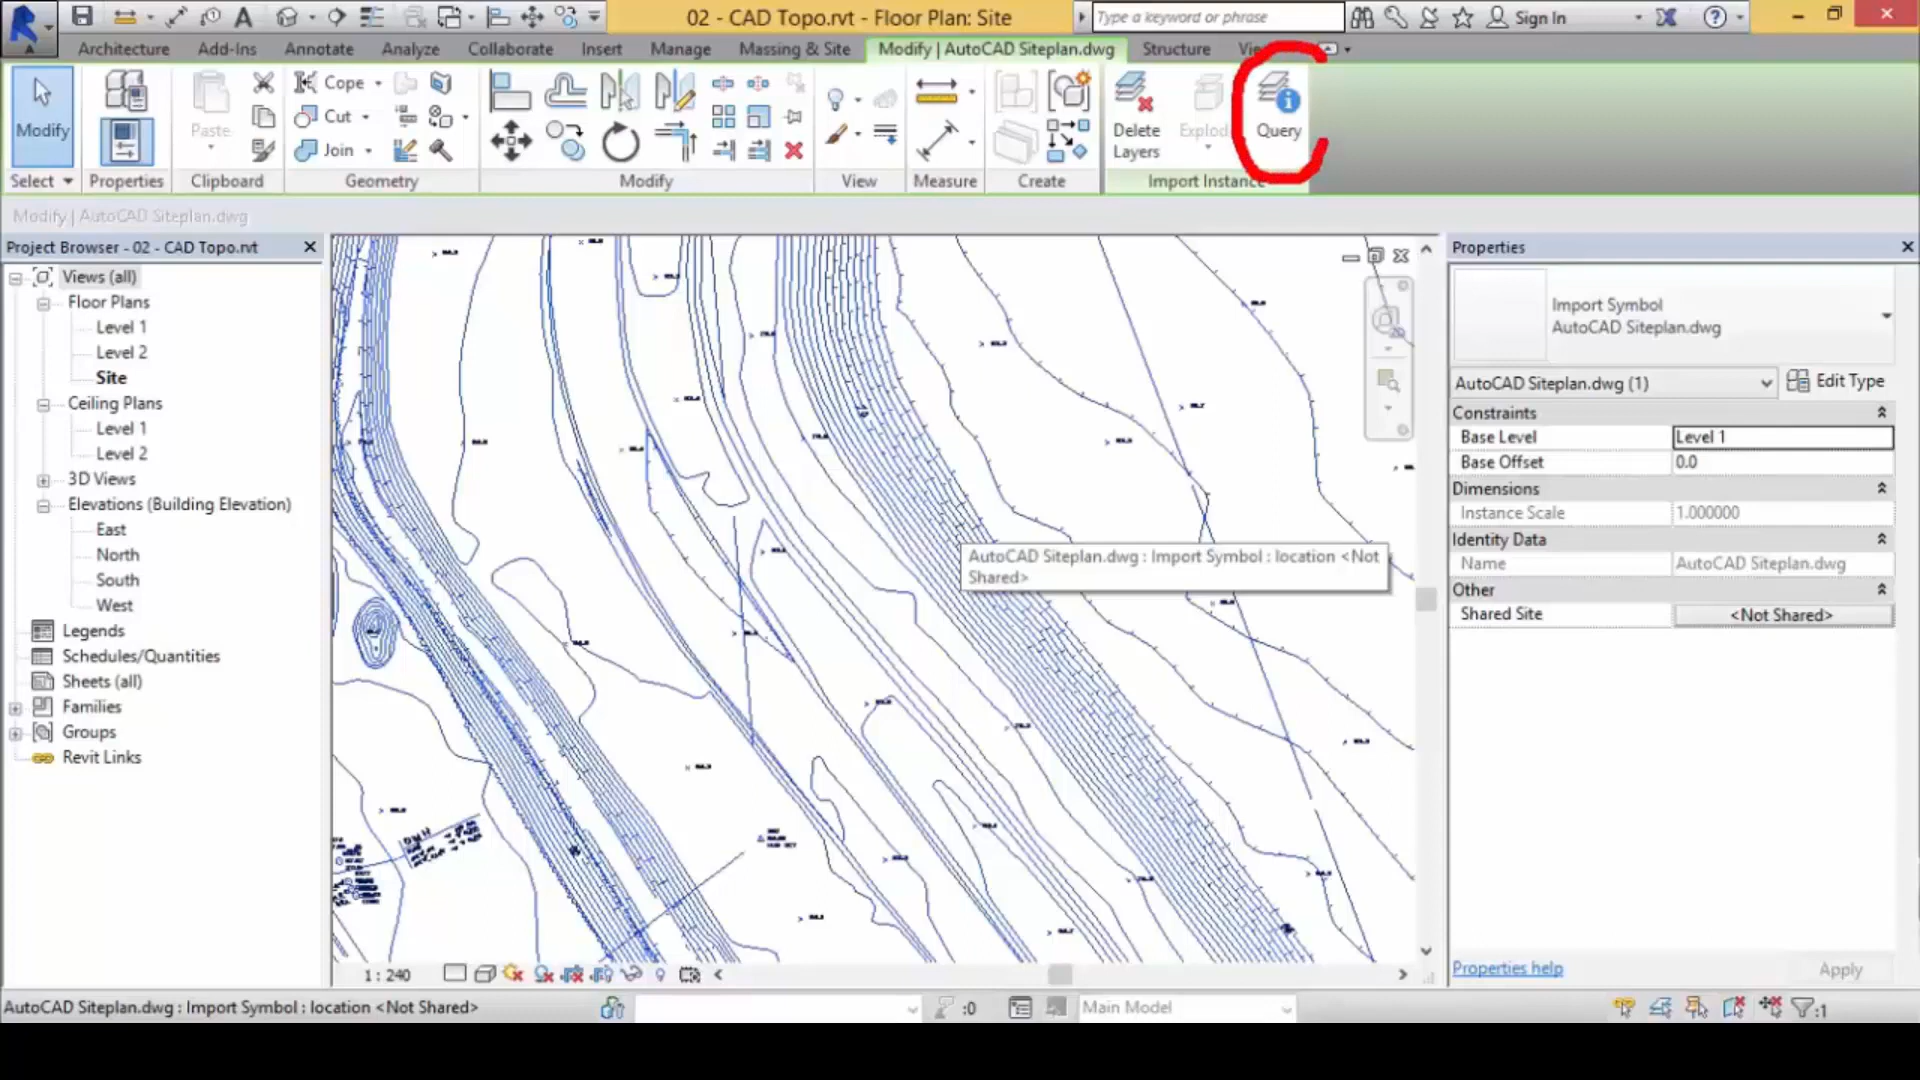 02 - CAD Topo.rvt - Floor Plan: Site
Type a keyword or phrase
Sign In
Architecture
Add-Ins
Annotate
Analyze
Collaborate
Insert
Manage
Massing & Site
Modify | AutoCAD Siteplan.dwg
Structure
Modify
Paste
Cope
Cut
Join
Delete Layers
Query
Select
Properties
Clipboard
Geometry
Modify
View
Measure
Create
Import Instance
Modify | AutoCAD Siteplan.dwg
Project Browser - 02 - CAD Topo.rvt
Views (all)
Floor Plans
Level 1
Level 2
Site
Ceiling Plans
Level 1
Level 2
3D Views
Elevations (Building Elevation)
East
North
South
West
Legends
Schedules/Quantities
Sheets (all)
Families
Groups
Revit Links
AutoCAD Siteplan.dwg : Import Symbol : location <Not
Shared>
Properties
Import Symbol
AutoCAD Siteplan.dwg
AutoCAD Siteplan.dwg (1)
Edit Type
Constraints
Base Level
Level 1
Base Offset
0.0
Dimensions
Instance Scale
1.000000
Identity Data
Name
AutoCAD Siteplan.dwg
Other
Shared Site
<Not Shared>
Properties help
Apply
1 : 240
AutoCAD Siteplan.dwg : Import Symbol : location <Not Shared>
:0
Main Model
:1